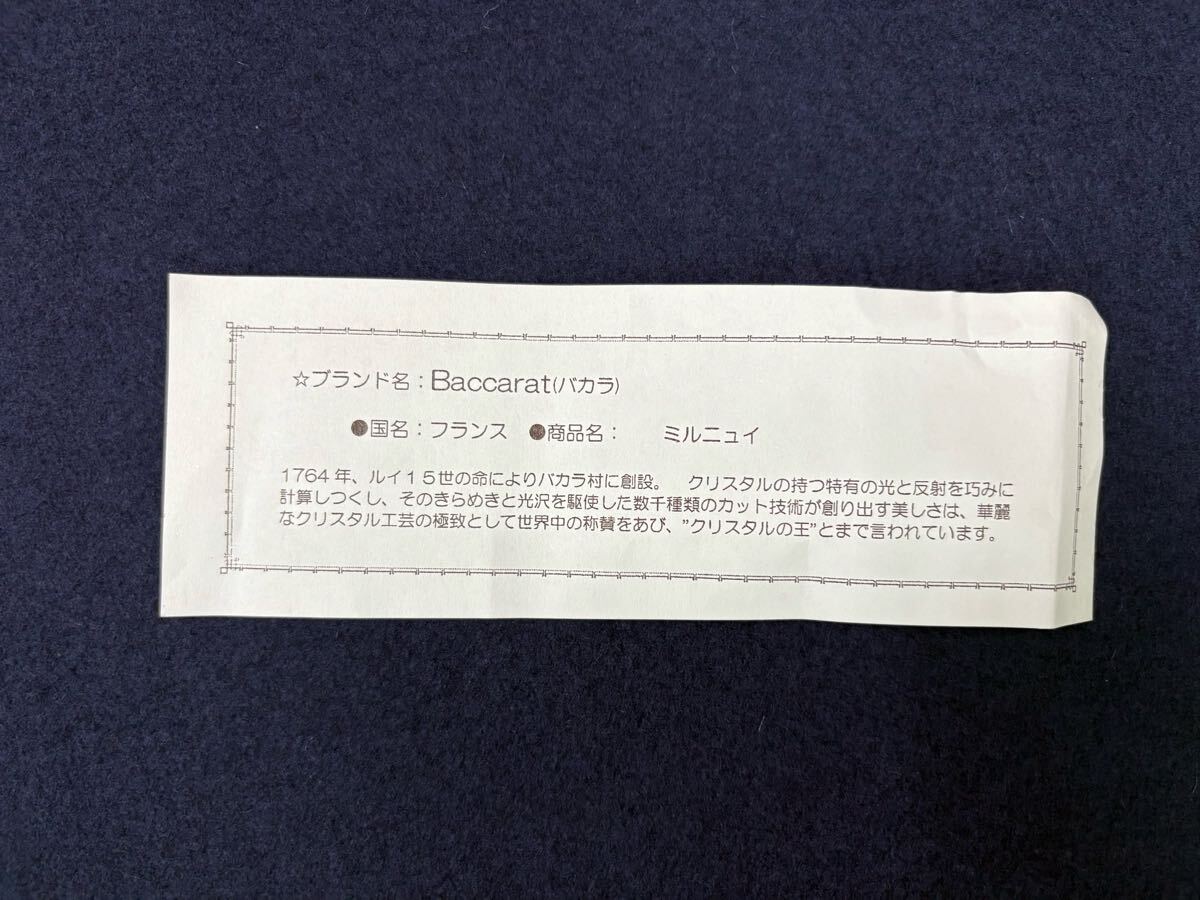 ☆ブランド名：Baccarat(バカラ)
●国名：フランス　●商品名：　　ミルニュイ
1764年、ルイ１５世の命によりバカラ村に創設。　クリスタルの持つ特有の光と反射を巧みに
計算しつくし、そのきらめきと光沢を駆使した数千種類のカット技術が創り出す美しさは、華麗
なクリスタル工芸の極致として世界中の称賛をあび、”クリスタルの王”とまで言われています。